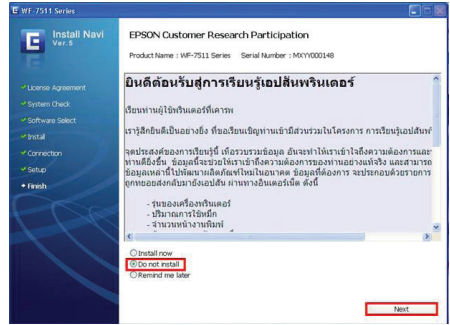 WF-7511 Series
E
Install Navi
Ver.5
License Agreement
System Check
Software Select
Install
Connection
Setup
Finish
EPSON Customer Research Participation
Product Name : WF-7511 Series Serial Number : MXYY000148
ยินดีต้อนรับสู่การเรียนรู้เอปสันพรินเตอร์
เรียนท่านผู้ใช้พรินเตอร์ที่เคารพ
เรารู้สึกยินดีเป็นอย่างยิ่ง ที่ขอเรียนเชิญท่านเข้ามีส่วนร่วมในโครงการ การเรียนรู้เอปสันพริ
จุดประสงค์ของการเรียนรู้นี้ เพื่อรวบรวมข้อมูล อันจะทำให้เราเข้าใจถึงความต้องการและ
ท่านดียิ่งขึ้น ข้อมูลนี้จะช่วยให้เราเข้าถึงความต้องการของท่านอย่างแท้จริง และสามารถ
ข้อมูลเหล่านี้ไปพัฒนาผลิตภัณฑ์ใหม่ในอนาคต ข้อมูลที่ต้องการ จะประกอบด้วยรายการ
ถูกทยอยส่งกลับมายังเอปสัน ผ่านทางอินเตอร์เน็ต ดังนี้
- รุ่นของเครื่องพรินเตอร์
- ปริมาณการใช้หมึก
- จำนวนหน้างานพิมพ์
Install now
Do not install
Remind me later
Next